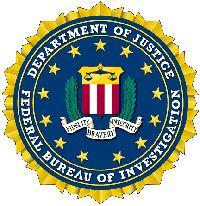 DEPARTMENT OF JUSTICE
FIDELITY BRAVERY INTEGRITY
FEDERAL BUREAU OF INVESTIGATION